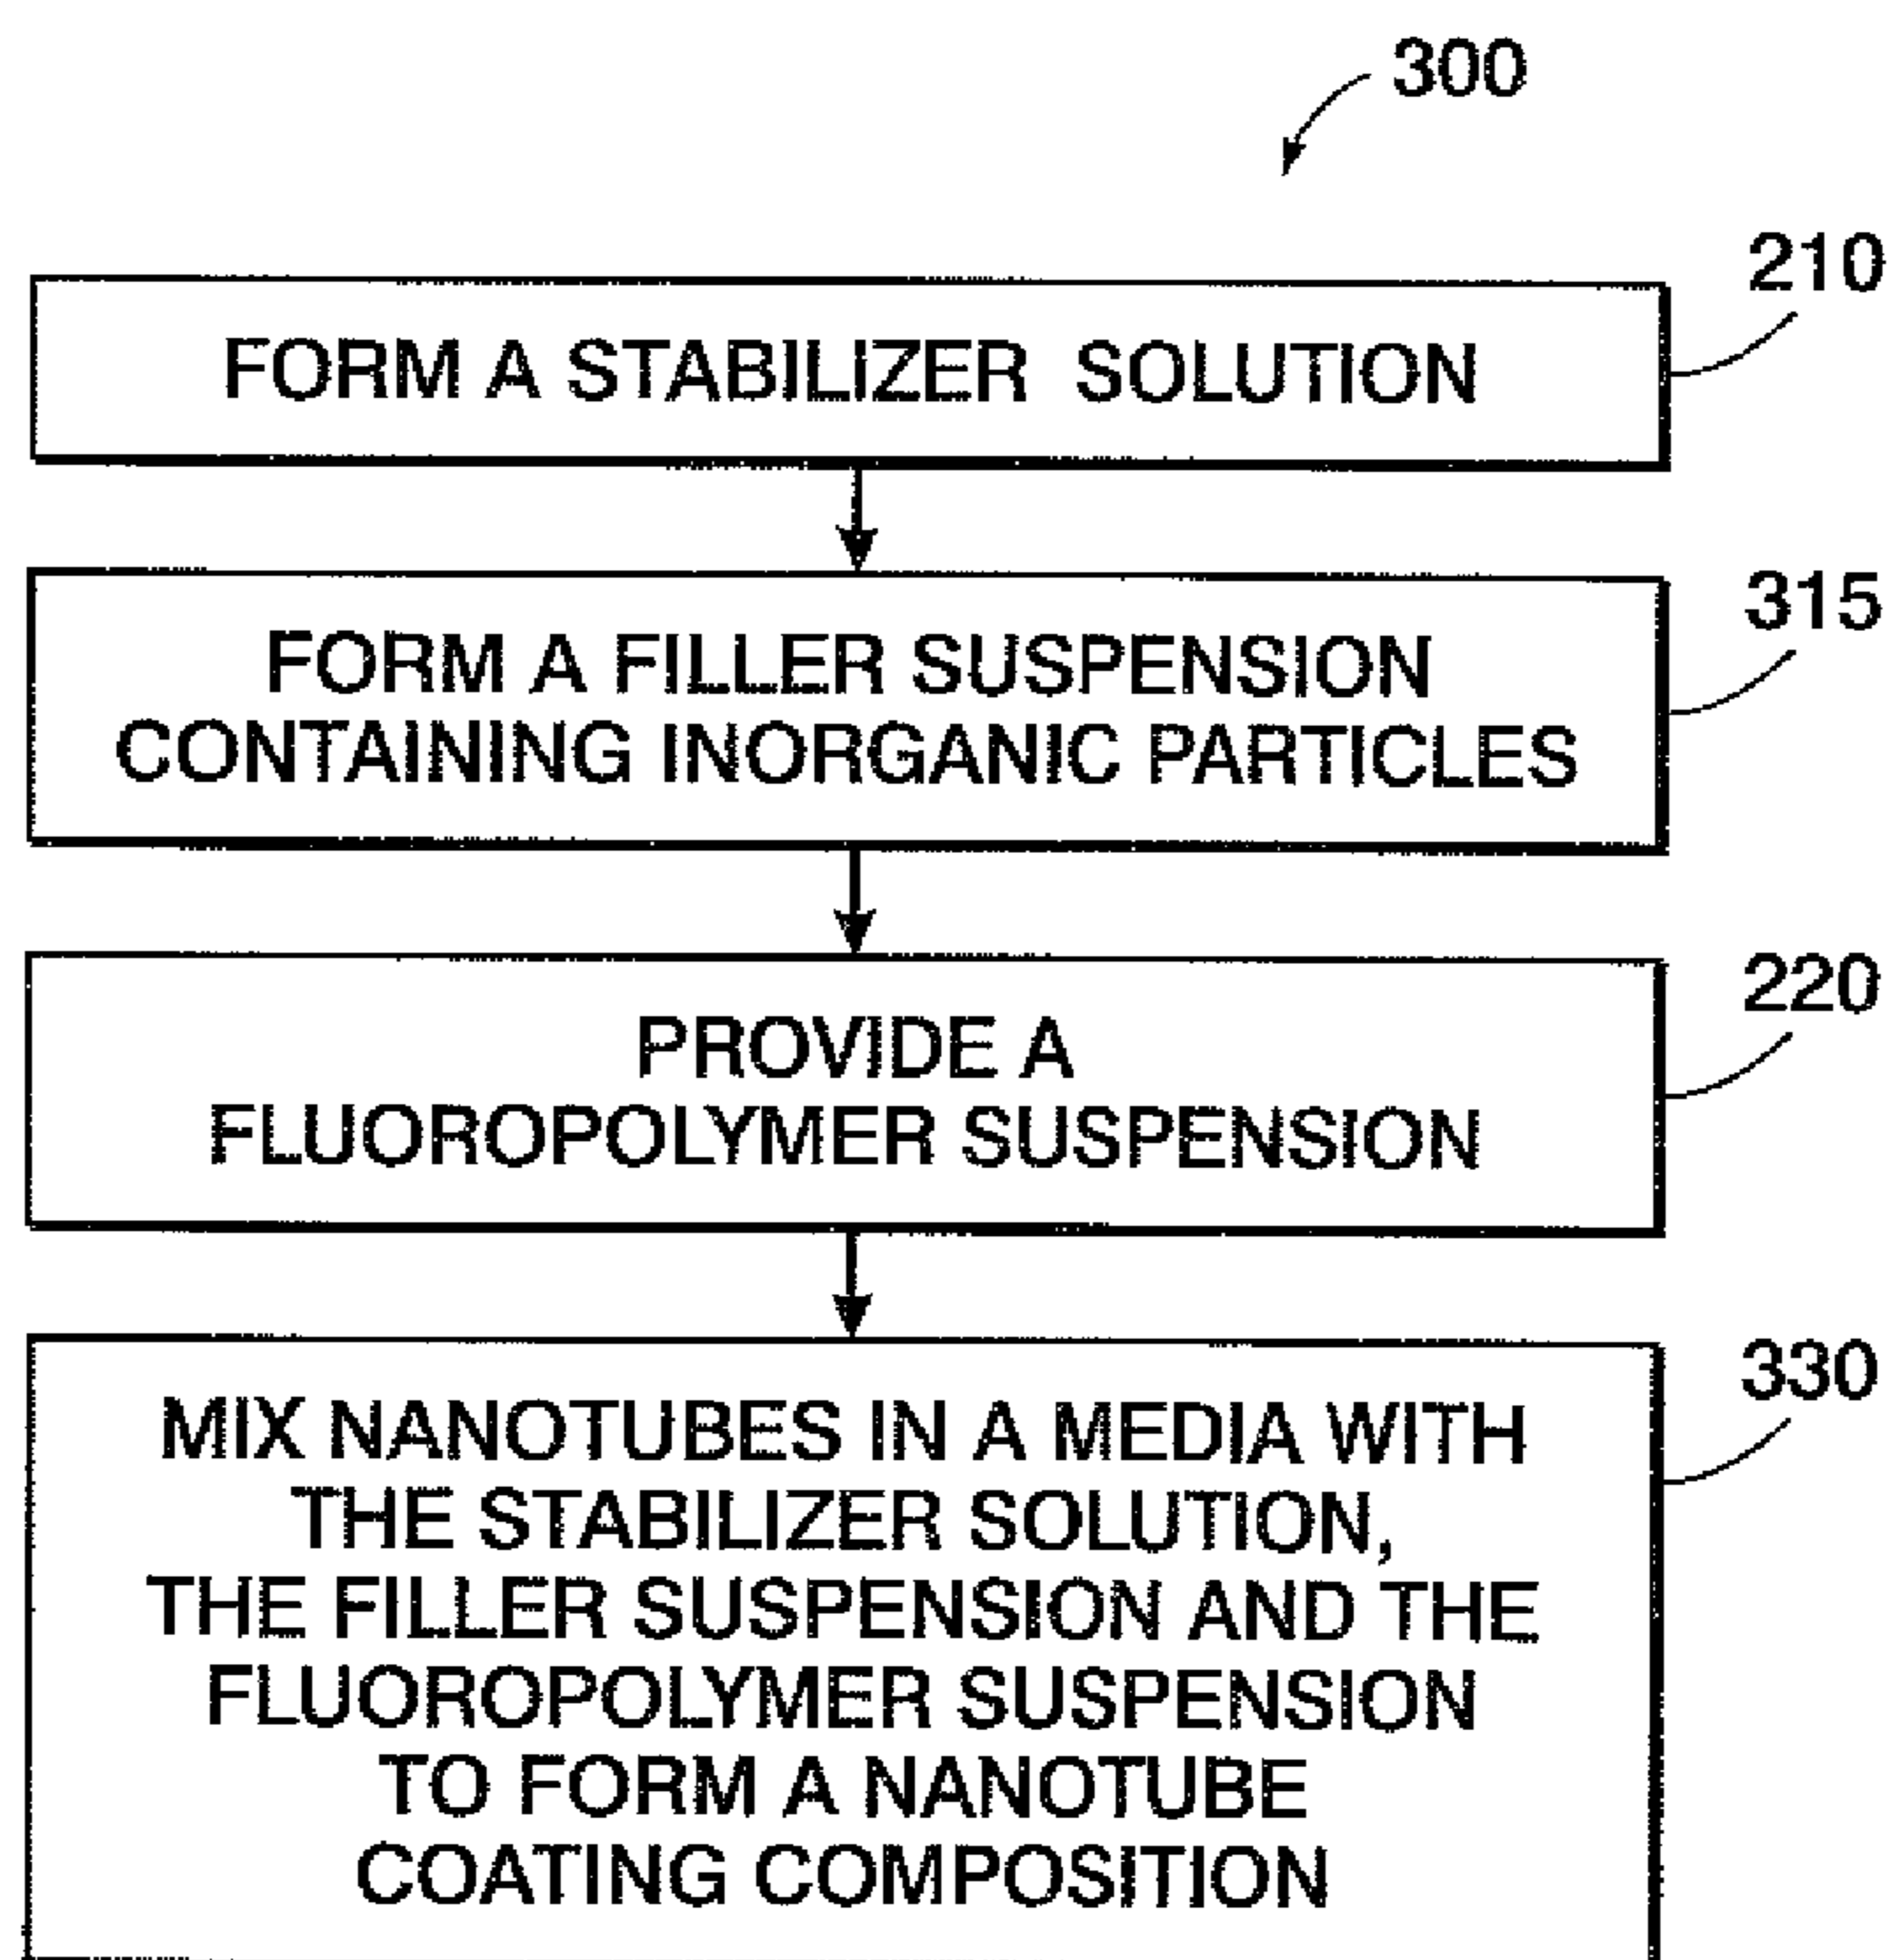 300
210
FORM A STABILIZER SOLUTION
315
FORM A FILLER SUSPENSION
CONTAINING INORGANIC PARTICLES
220
PROVIDE A
FLUOROPOLYMER SUSPENSION
330
MIX NANOTUBES IN A MEDIA WITH
THE STABILIZER SOLUTION,
THE FILLER SUSPENSION AND THE
FLUOROPOLYMER SUSPENSION
TO FORM A NANOTUBE
COATING COMPOSITION